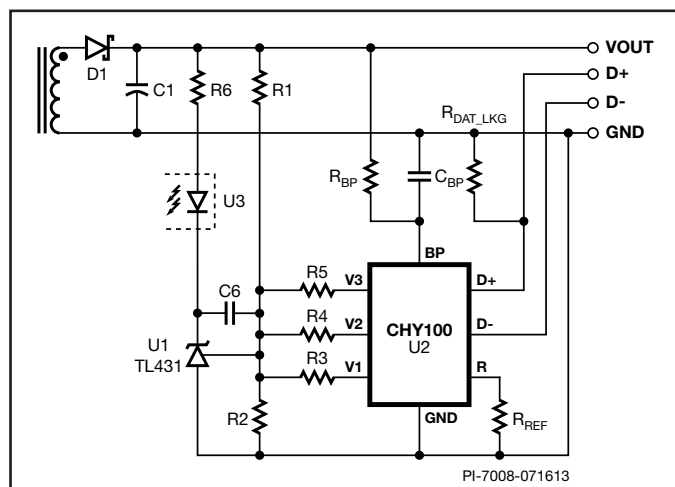 VOUT
D+
D1
C1
R6
R1
D-
RDAT_LKG
GND
RBP
CBP
U3
BP
C6
R5
V3
D+
R4
V2
CHY100
D-
U1
U2
TL431
R3
V1
R
R2
GND
RREF
PI-7008-071613